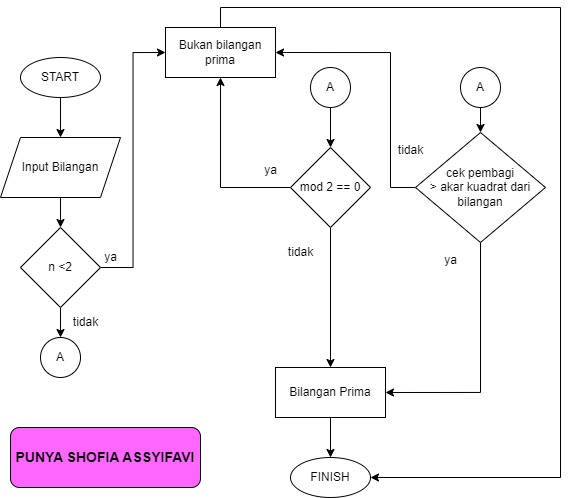 START
Input Bilangan
n <2
ya
tidak
A
Bukan bilangan
prima
A
mod 2 == 0
ya
tidak
A
cek pembagi
> akar kuadrat dari
bilangan
tidak
ya
Bilangan Prima
FINISH
PUNYA SHOFIA ASSYIFAVI